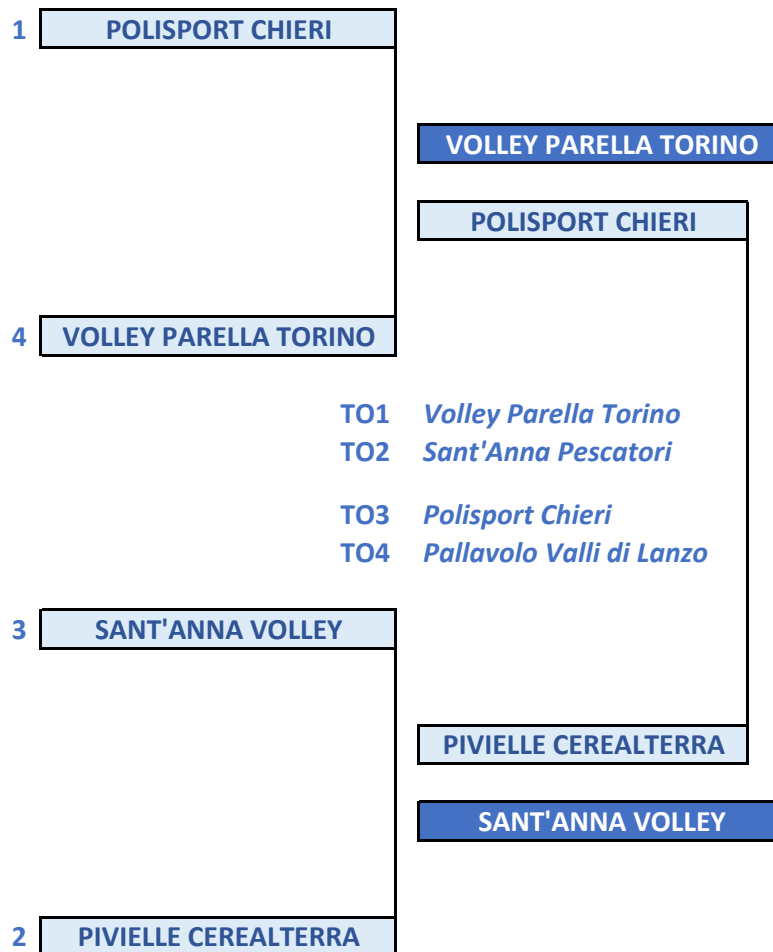 1 POLISPORT CHIERI
VOLLEY PARELLA TORINO
POLISPORT CHIERI
4 VOLLEY PARELLA TORINO
TO1 Volley Parella Torino
TO2 Sant'Anna Pescatori
TO3 Polisport Chieri
TO4 Pallavolo Valli di Lanzo
3 SANT'ANNA VOLLEY
PIVIELLE CEREALTERRA
SANT'ANNA VOLLEY
2 PIVIELLE CEREALTERRA